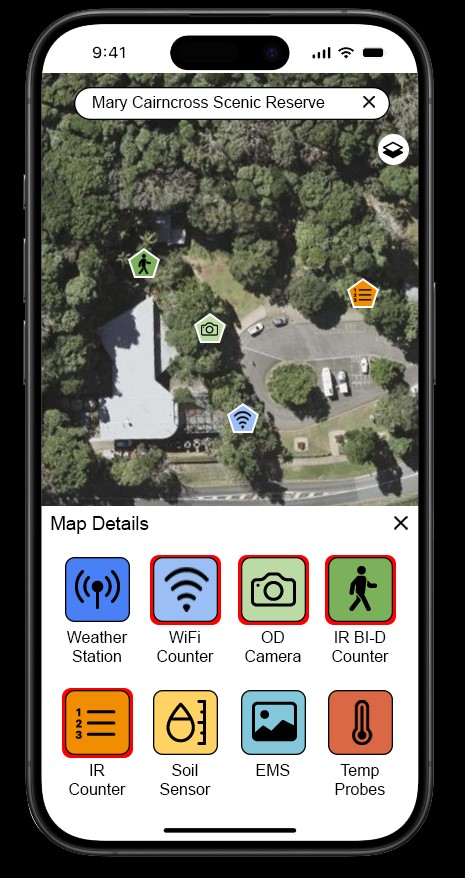 9:41
Mary Cairncross Scenic Reserve
Map Details
Weather
Station
WiFi
Counter
OD
Camera
IR BI-D
Counter
1
2
3
IR
Counter
Soil
Sensor
EMS
Temp
Probes